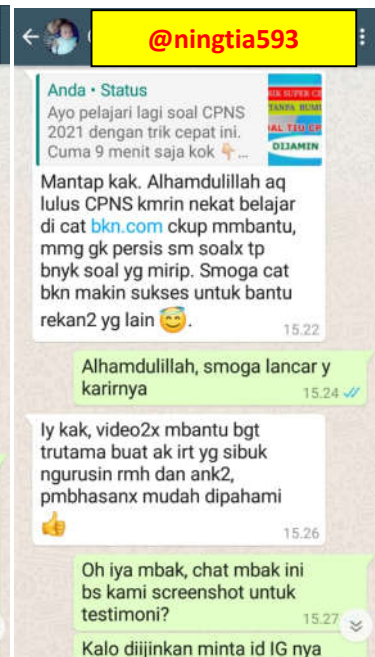 @ningtia593
Anda • Status
Ayo pelajari lagi soal CPNS
2021 dengan trik cepat ini.
Cuma 9 menit saja kok 👇...
TANPA
DIJAMIN
Mantap kak. Alhamdulillah aq
lulus CPNS kmrin nekat belajar
di cat bkn.com ckup mmbantu,
mmg gk persis sm soalx tp
bnyk soal yg mirip. Smoga cat
bkn makin sukses untuk bantu
rekan2 yg lain 😇.
15.22
Alhamdulillah, smoga lancar y
karirnya
15.24
Iy kak, video2x mbantu bgt
trutama buat ak irt yg sibuk
ngurusin rmh dan ank2,
pmbhasanx mudah dipahami
👍
15.26
Oh iya mbak, chat mbak ini
bs kami screenshot untuk
testimoni?
15.27
Kalo diijinkan minta id IG nya